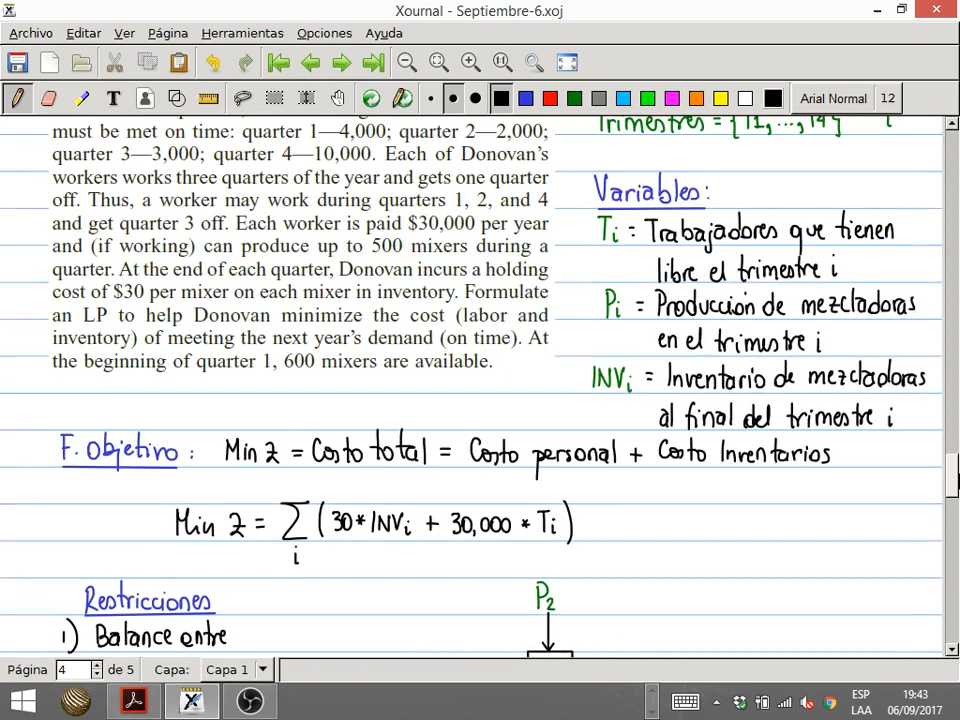 Xournal - Septiembre-6.xoj
Archivo Editar Ver Página Herramientas Opciones Ayuda
Arial Normal 12
must be met on time: quarter 1—4,000; quarter 2—2,000;
quarter 3—3,000; quarter 4—10,000. Each of Donovan's
workers works three quarters of the year and gets one quarter
off. Thus, a worker may work during quarters 1, 2, and 4
and get quarter 3 off. Each worker is paid $30,000 per year
and (if working) can produce up to 500 mixers during a
quarter. At the end of each quarter, Donovan incurs a holding
cost of $30 per mixer on each mixer in inventory. Formulate
an LP to help Donovan minimize the cost (labor and
inventory) of meeting the next year's demand (on time). At
the beginning of quarter 1, 600 mixers are available.
Trimestres = {T1, ..., T4} i
Variables:
Ti = Trabajadores que tienen
libre el trimestre i
Pi = Producción de mezcladoras
en el trimestre i
INVi = Inventario de mezcladoras
al final del trimestre i
F. Objetivo: Min Z = Costo total = Costo personal + Costo Inventarios
Min Z = ∑ i (30*INVi + 30,000 * Ti)
Restricciones
1) Balance entre
P2
Página 4 de 5 Capa: Capa 1
ESP
LAA
19:43
06/09/2017